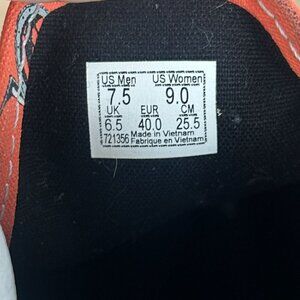 US Men US Women
7.5 9.0
UK EUR CM
6.5 40.0 25.5
721356 Made in Vietnam
Fabrique en Vietnam